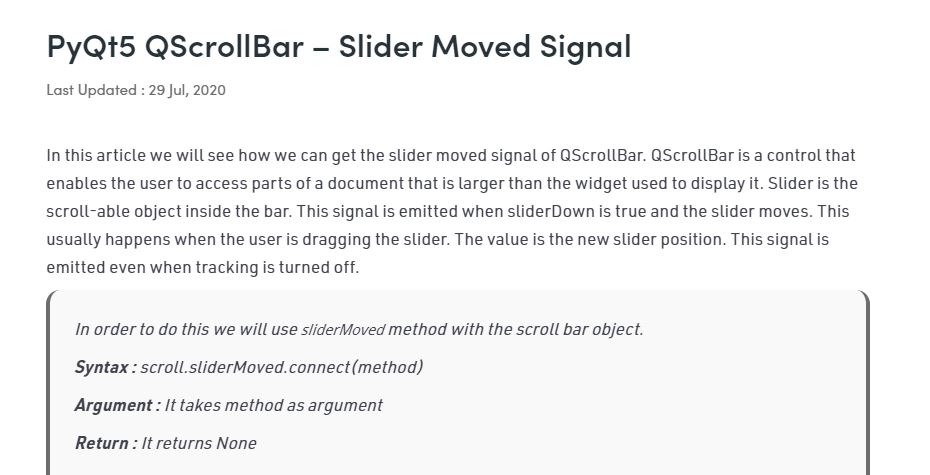 PyQt5 QScrollBar – Slider Moved Signal
Last Updated : 29 Jul, 2020
In this article we will see how we can get the slider moved signal of QScrollBar. QScrollBar is a control that
enables the user to access parts of a document that is larger than the widget used to display it. Slider is the
scroll-able object inside the bar. This signal is emitted when sliderDown is true and the slider moves. This
usually happens when the user is dragging the slider. The value is the new slider position. This signal is
emitted even when tracking is turned off.
In order to do this we will use sliderMoved method with the scroll bar object.
Syntax : scroll.sliderMoved.connect(method)
Argument : It takes method as argument
Return : It returns None